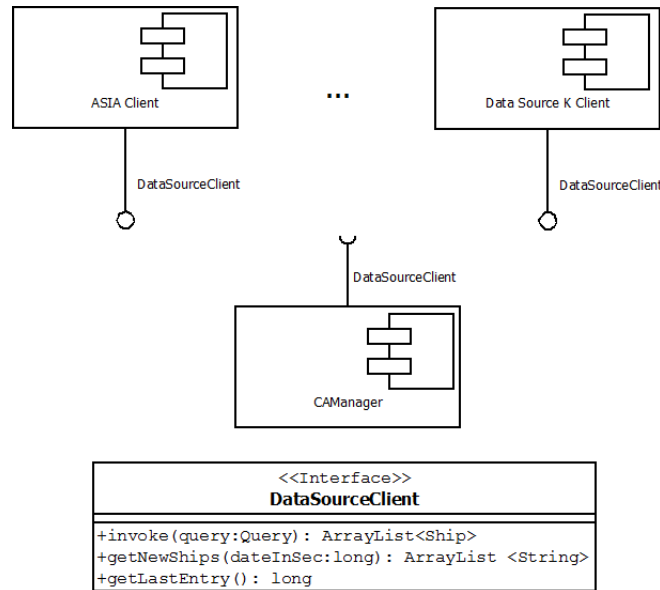 ASIA Client
...
Data Source K Client
DataSourceClient
DataSourceClient
DataSourceClient
CAManager
<<Interface>>
DataSourceClient
+invoke(query:Query): ArrayList<Ship>
+getNewShips(dateInSec:long): ArrayList <String>
+getLastEntry(): long